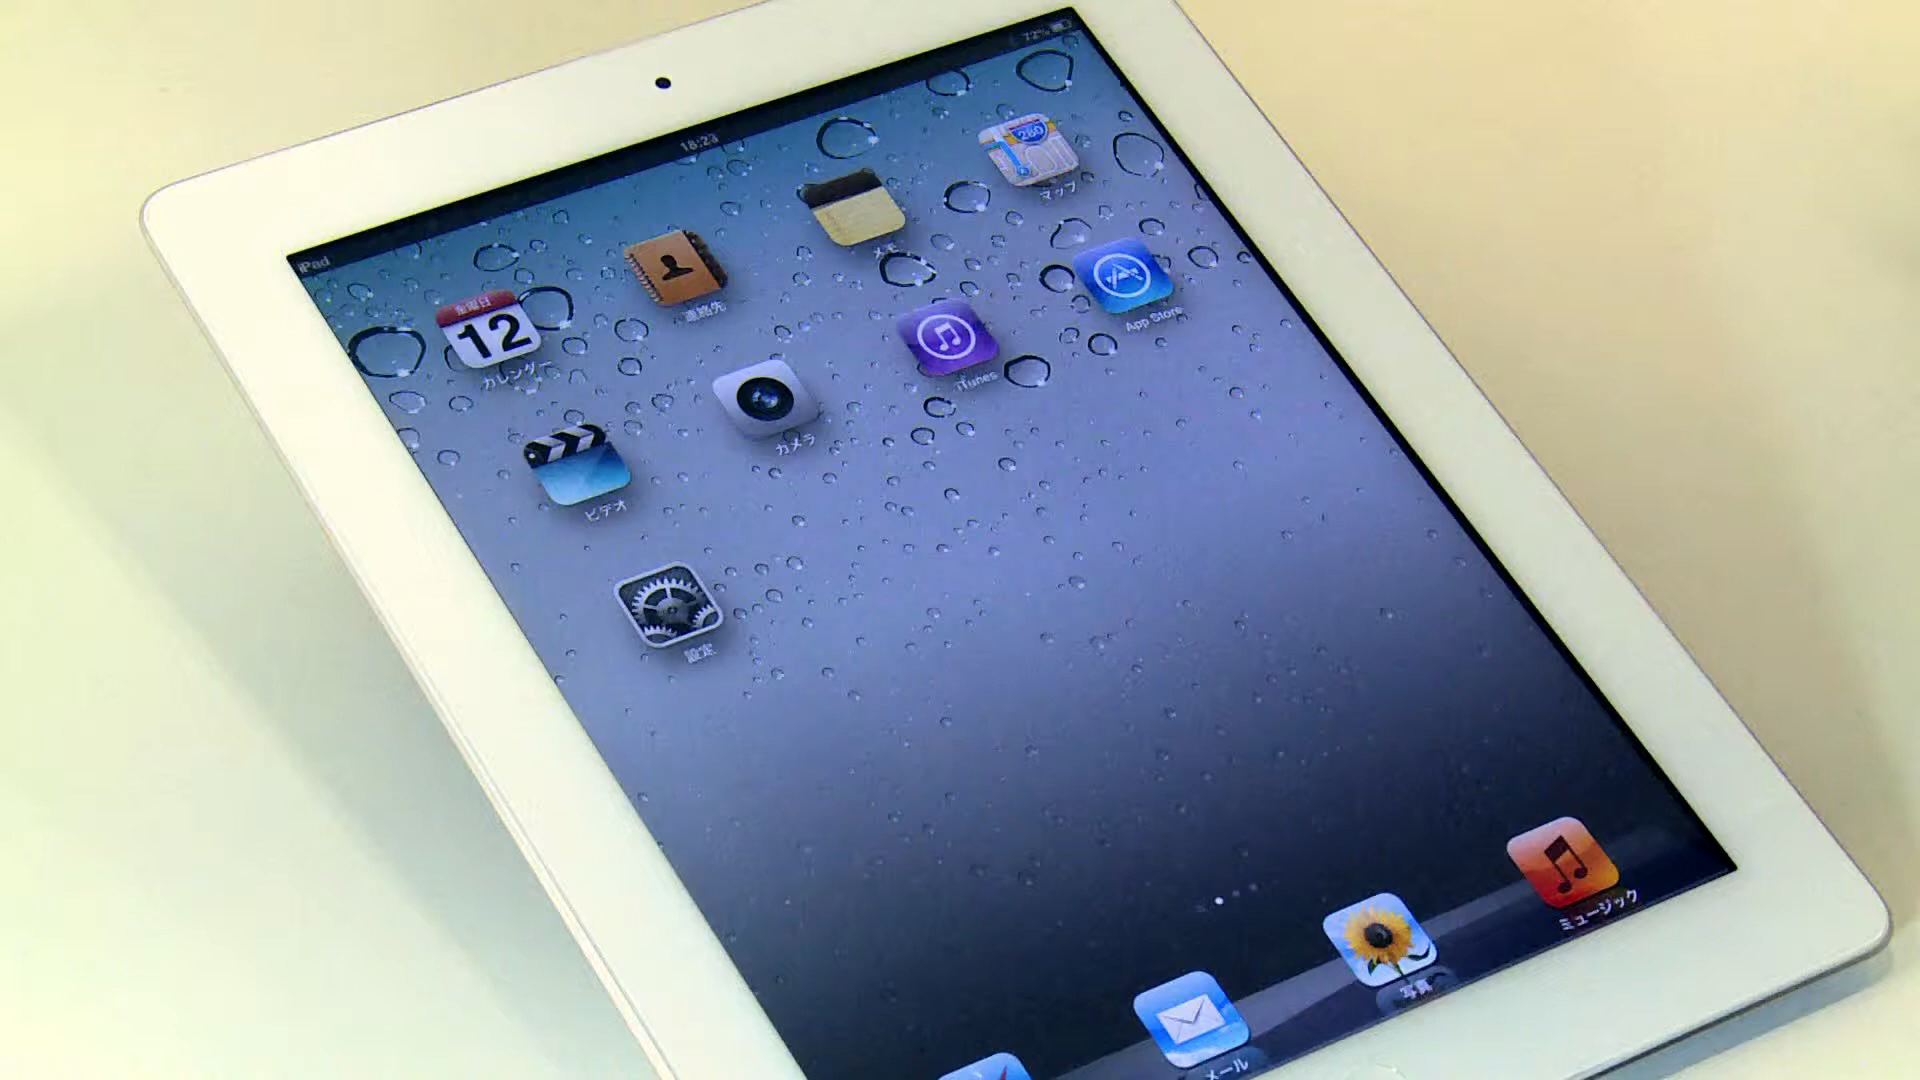 iPad
18:23
72%
金曜日
12
カレンダー
連絡先
メモ
280
マップ
ビデオ
カメラ
iTunes
App Store
設定
メール
写真
ミュージック